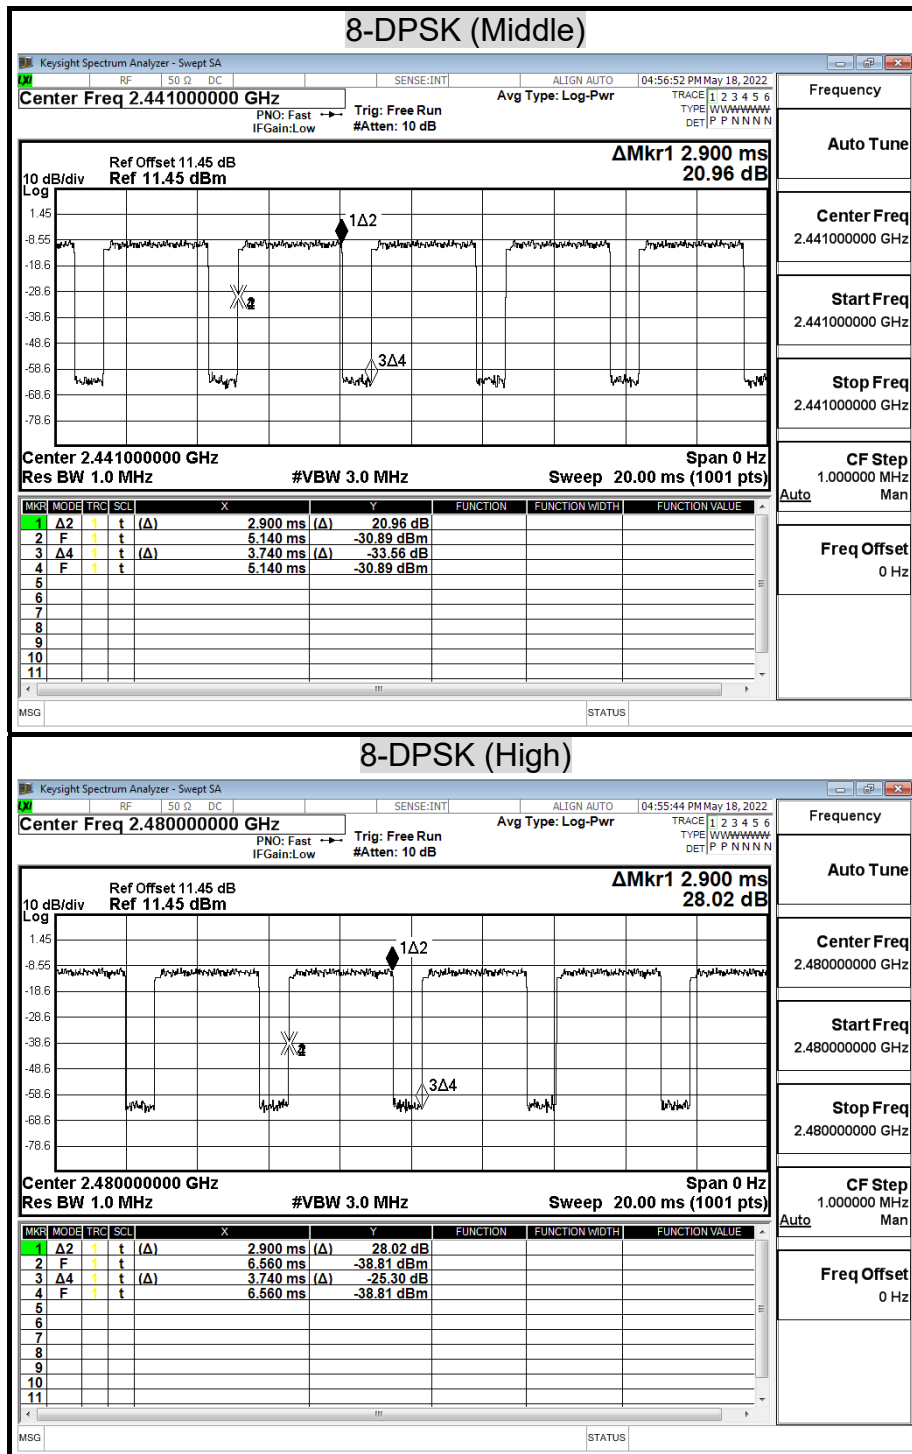 8-DPSK (Middle)
Keysight Spectrum Analyzer - Swept SA
LXI RF 50 Ω DC SENSE:INT ALIGN AUTO 04:56:52 PM May 18, 2022
Center Freq 2.441000000 GHz
PNO: Fast
IFGain:Low
Trig: Free Run
#Atten: 10 dB
Avg Type: Log-Pwr
TRACE 1 2 3 4 5 6
TYPE WWWWWW
DET P P N N N N
Frequency
Auto Tune
Center Freq
2.441000000 GHz
Start Freq
2.441000000 GHz
Stop Freq
2.441000000 GHz
CF Step
1.000000 MHz
Auto Man
Freq Offset
0 Hz
ΔMkr1 2.900 ms
20.96 dB
Ref Offset 11.45 dB
10 dB/div Ref 11.45 dBm
Log
1.45
-8.55
-18.6
-28.6
-38.6
-48.6
-58.6
-68.6
-78.6
1Δ2
3Δ4
Center 2.441000000 GHz Span 0 Hz
Res BW 1.0 MHz #VBW 3.0 MHz Sweep 20.00 ms (1001 pts)
MKR MODE TRC SCL X Y FUNCTION FUNCTION WIDTH FUNCTION VALUE
1 Δ2 1 t (Δ) 2.900 ms (Δ) 20.96 dB
2 F 1 t 5.140 ms -30.89 dBm
3 Δ4 1 t (Δ) 3.740 ms (Δ) -33.56 dB
4 F 1 t 5.140 ms -30.89 dBm
5
6
7
8
9
10
11
MSG STATUS
8-DPSK (High)
Keysight Spectrum Analyzer - Swept SA
LXI RF 50 Ω DC SENSE:INT ALIGN AUTO 04:55:44 PM May 18, 2022
Center Freq 2.480000000 GHz
PNO: Fast
IFGain:Low
Trig: Free Run
#Atten: 10 dB
Avg Type: Log-Pwr
TRACE 1 2 3 4 5 6
TYPE WWWWWW
DET P P N N N N
Frequency
Auto Tune
Center Freq
2.480000000 GHz
Start Freq
2.480000000 GHz
Stop Freq
2.480000000 GHz
CF Step
1.000000 MHz
Auto Man
Freq Offset
0 Hz
ΔMkr1 2.900 ms
28.02 dB
Ref Offset 11.45 dB
10 dB/div Ref 11.45 dBm
Log
1.45
-8.55
-18.6
-28.6
-38.6
-48.6
-58.6
-68.6
-78.6
1Δ2
3Δ4
Center 2.480000000 GHz Span 0 Hz
Res BW 1.0 MHz #VBW 3.0 MHz Sweep 20.00 ms (1001 pts)
MKR MODE TRC SCL X Y FUNCTION FUNCTION WIDTH FUNCTION VALUE
1 Δ2 1 t (Δ) 2.900 ms (Δ) 28.02 dB
2 F 1 t 6.560 ms -38.81 dBm
3 Δ4 1 t (Δ) 3.740 ms (Δ) -25.30 dB
4 F 1 t 6.560 ms -38.81 dBm
5
6
7
8
9
10
11
MSG STATUS